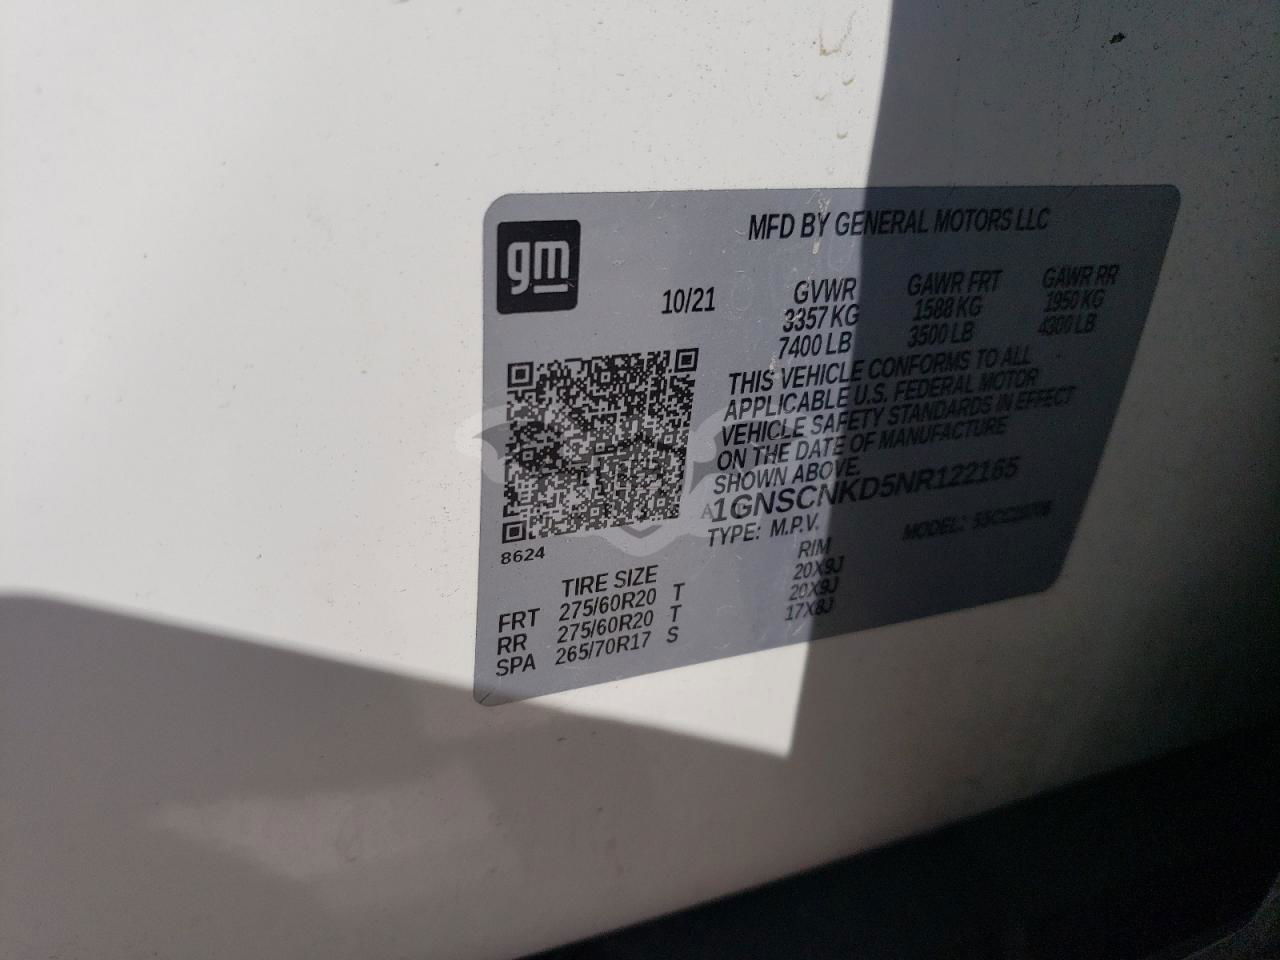 gm
MFD BY GENERAL MOTORS LLC
10/21
GVWR GAWR FRT GAWR RR
3357 KG 1588 KG 1950 KG
7400 LB 3500 LB 4300 LB
THIS VEHICLE CONFORMS TO ALL
APPLICABLE U.S. FEDERAL MOTOR
VEHICLE SAFETY STANDARDS IN EFFECT
ON THE DATE OF MANUFACTURE
SHOWN ABOVE.
1GNSCNKD5NR122165
TYPE: M.P.V. MODEL:
8624
TIRE SIZE RIM
FRT 275/60R20 T 20X9J
RR 275/60R20 T 20X9J
SPA 265/70R17 S 17X8J